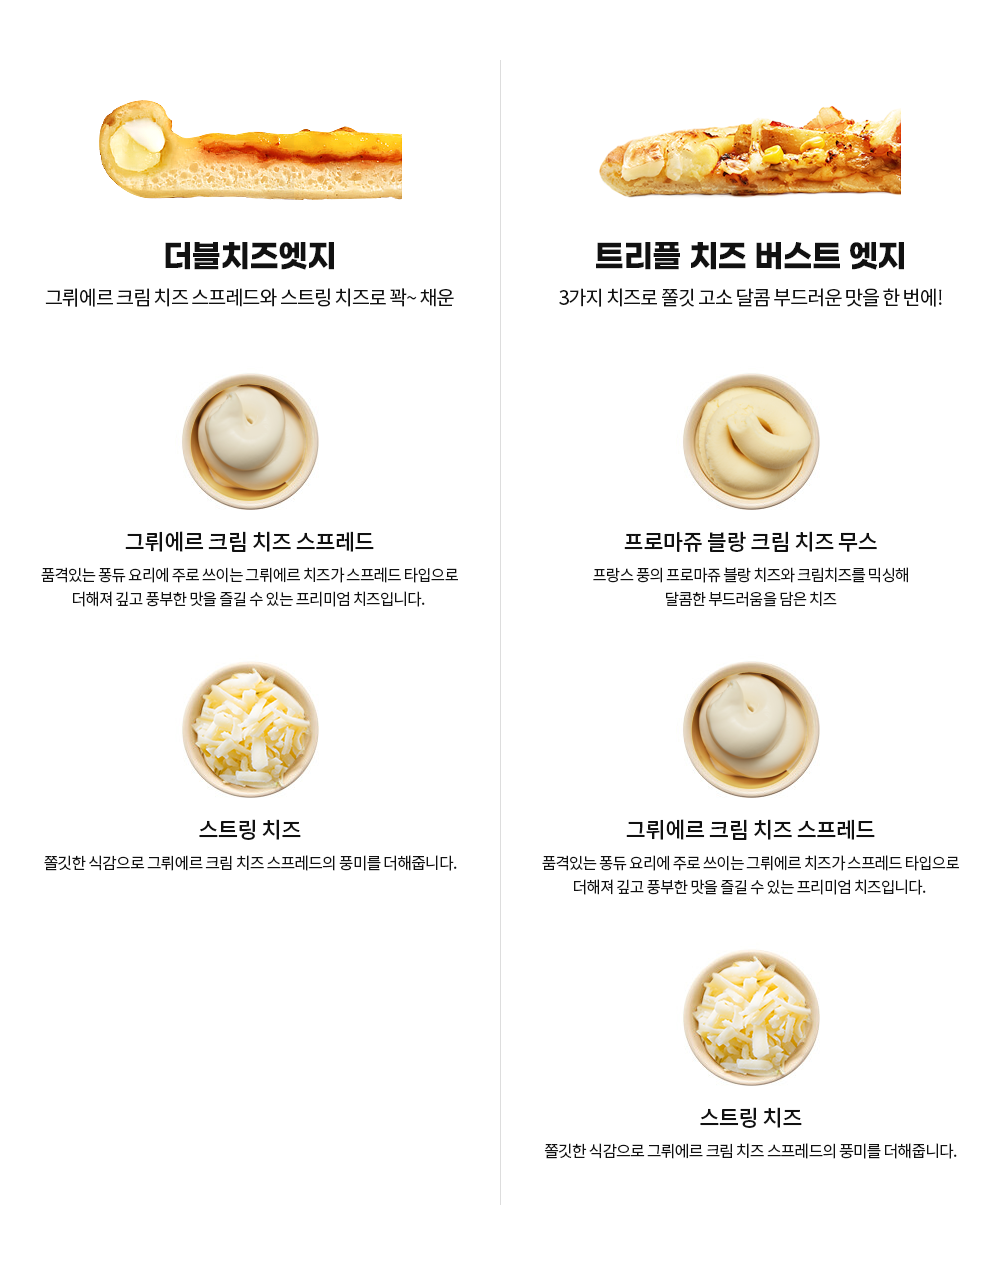 더블치즈엣지
그뤼에르 크림 치즈 스프레드와 스트링 치즈로 꽉~ 채운
그뤼에르 크림 치즈 스프레드
품격있는 퐁듀 요리에 주로 쓰이는 그뤼에르 치즈가 스프레드 타입으로
더해져 깊고 풍부한 맛을 즐길 수 있는 프리미엄 치즈입니다.
스트링 치즈
쫄깃한 식감으로 그뤼에르 크림 치즈 스프레드의 풍미를 더해줍니다.
트리플 치즈 버스트 엣지
3가지 치즈로 쫄깃 고소 달콤 부드러운 맛을 한 번에!
프로마쥬 블랑 크림 치즈 무스
프랑스 풍의 프로마쥬 블랑 치즈와 크림치즈를 믹싱해
달콤한 부드러움을 담은 치즈
그뤼에르 크림 치즈 스프레드
품격있는 퐁듀 요리에 주로 쓰이는 그뤼에르 치즈가 스프레드 타입으로
더해져 깊고 풍부한 맛을 즐길 수 있는 프리미엄 치즈입니다.
스트링 치즈
쫄깃한 식감으로 그뤼에르 크림 치즈 스프레드의 풍미를 더해줍니다.